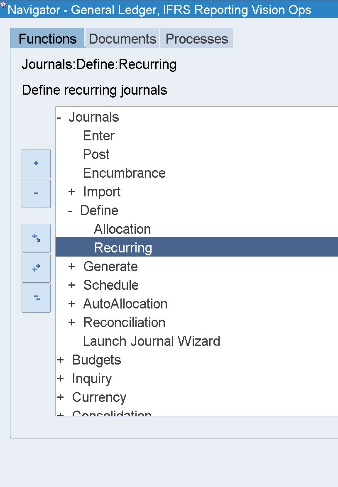 Navigator - General Ledger, IFRS Reporting Vision Ops
Functions Documents Processes
Journals:Define:Recurring
Define recurring journals
- Journals
Enter
Post
Encumbrance
+ Import
- Define
Allocation
Recurring
+ Generate
+ Schedule
+ AutoAllocation
+ Reconciliation
Launch Journal Wizard
+ Budgets
+ Inquiry
+ Currency
+ Consolidation